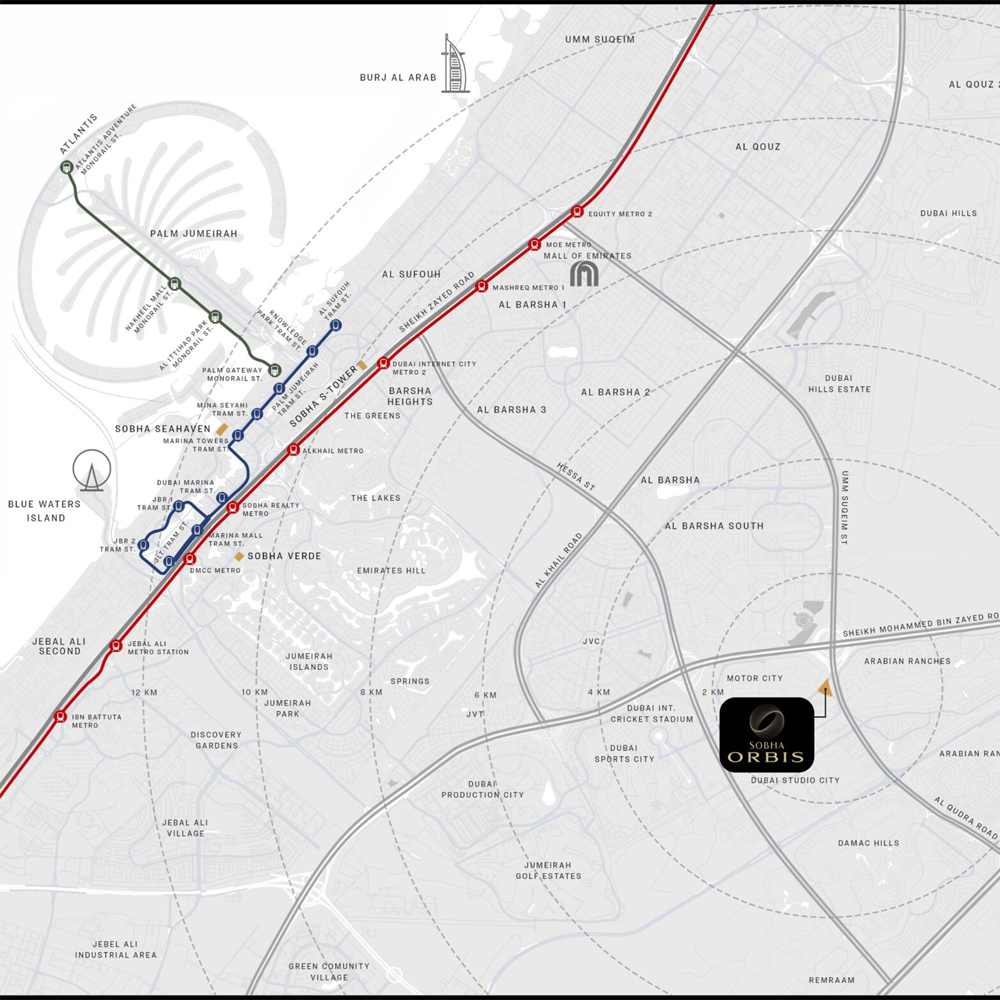 UMM SUQEIM
BURJ AL ARAB
AL QOUZ
ATLANTIS
ATLANTIS ADVENTURE
MONORAIL ST.
AL QOUZ
EQUITY METRO 2
DUBAI HILLS
PALM JUMEIRAH
MOE METRO
MALL OF EMIRATES
AL SUFOUH
SHEIKH ZAYED ROAD
MASHREQ METRO 1
AL BARSHA 1
NAKHEEL MALL
MONORAIL ST.
AL SUFOUH
TRAM ST.
KNOWLEDGE
PARK TRAM ST.
AL ITTIHAD PARK
MONORAIL ST.
PALM GATEWAY
MONORAIL ST.
PALM JUMEIRAH
TRAM ST.
SOBHA S-TOWER
DUBAI INTERNET CITY
METRO 2
BARSHA
HEIGHTS
AL BARSHA 2
DUBAI
HILLS ESTATE
MINA SEYAHI
TRAM ST.
THE GREENS
AL BARSHA 3
SOBHA SEAHAVEN
MARINA TOWERS
TRAM ST.
ALKHAIL METRO
HESSA ST
AL BARSHA
UMM SUQEIM ST
DUBAI MARINA
TRAM ST.
BLUE WATERS
ISLAND
JBR 1
TRAM ST.
THE LAKES
SOBHA REALTY
METRO
AL BARSHA SOUTH
JLT TRAM ST.
MARINA MALL
TRAM ST.
JBR 2
TRAM ST.
SOBHA VERDE
DMCC METRO
EMIRATES HILL
AL KHAIL ROAD
JEBAL ALI
SECOND
JEBAL ALI
METRO STATION
JVC
SHEIKH MOHAMMED BIN ZAYED RO
JUMEIRAH
ISLANDS
ARABIAN RANCHES
SPRINGS
MOTOR CITY
12 KM
10 KM
8 KM
6 KM
4 KM
2 KM
JUMEIRAH
PARK
JVT
DUBAI INT.
CRICKET STADIUM
IBN BATTUTA
METRO
DISCOVERY
GARDENS
SOBHA
ORBIS
DUBAI
SPORTS CITY
ARABIAN RAN
DUBAI STUDIO CITY
DUBAI
PRODUCTION CITY
AL QUDRA ROAD
JEBAL ALI
VILLAGE
DAMAC HILLS
JUMEIRAH
GOLF ESTATES
JEBEL ALI
INDUSTRIAL AREA
GREEN COMUNITY
VILLAGE
REMRAAM